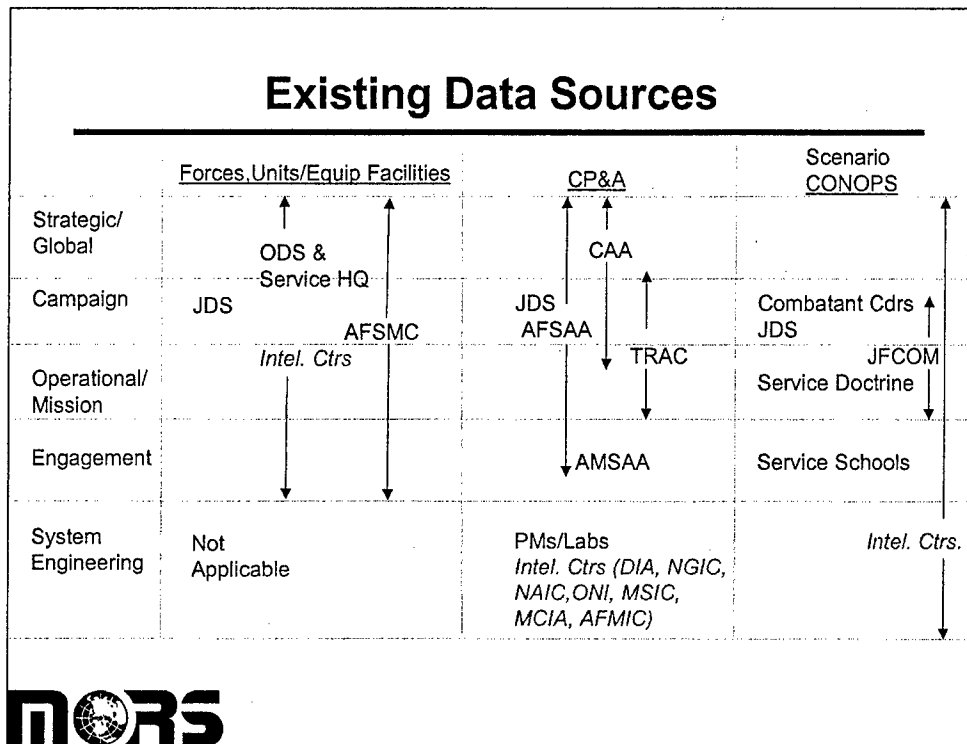 Existing Data Sources
Forces,Units/Equip Facilities
CP&A
Scenario
CONOPS
Strategic/
Global
ODS &
Service HQ
CAA
Campaign
JDS
AFSMC
Intel. Ctrs
JDS
AFSAA
TRAC
Combatant Cdrs
JDS
JFCOM
Operational/
Mission
Service Doctrine
Engagement
AMSAA
Service Schools
System
Engineering
Not
Applicable
PMs/Labs
Intel. Ctrs (DIA, NGIC,
NAIC,ONI, MSIC,
MCIA, AFMIC)
Intel. Ctrs.
MORS